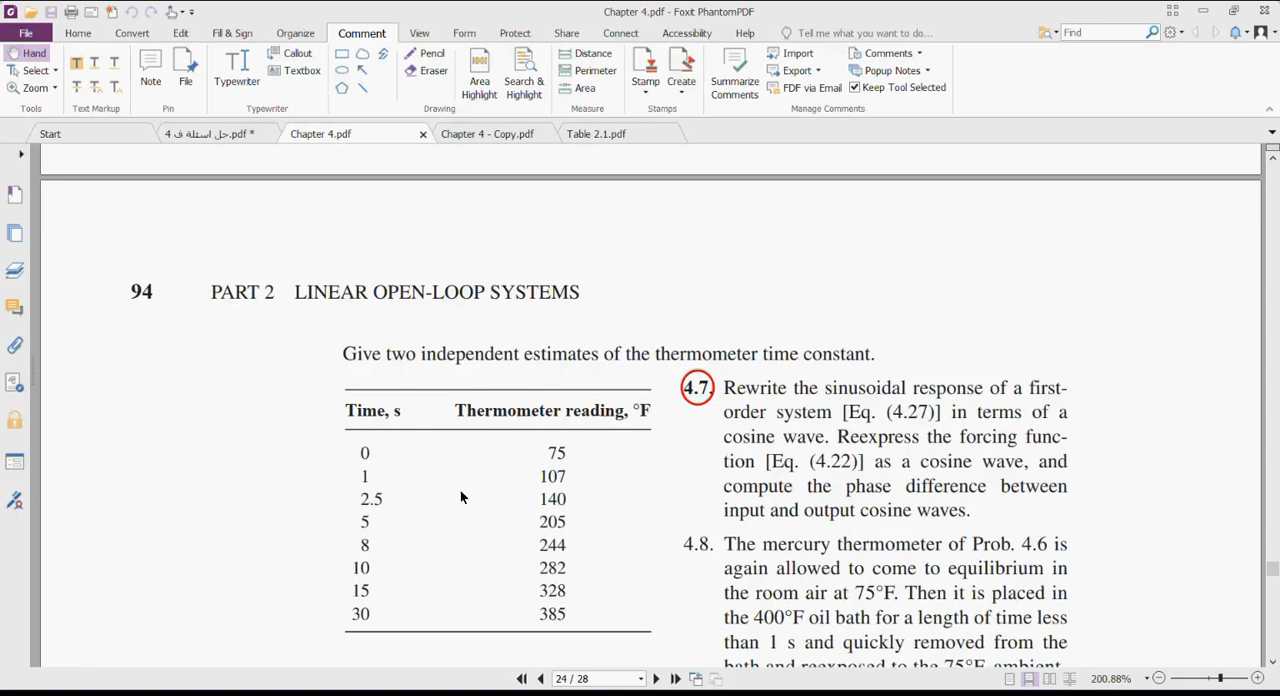 Chapter 4.pdf - Foxit PhantomPDF
File Home Convert Edit Fill & Sign Organize Comment View Form Protect Share Connect Accessibility Help Tell me what you want to do... Find
Hand
Select
Zoom
Tools
Text Markup
Note
File
Pin
Typewriter
Callout
Textbox
Typewriter
Pencil
Eraser
Area Highlight
Search & Highlight
Drawing
Distance
Perimeter
Area
Measure
Stamp
Create
Stamps
Summarize Comments
Import
Export
FDF via Email
Comments
Popup Notes
Keep Tool Selected
Manage Comments
Start
حل اسئلة ف 4.pdf *
Chapter 4.pdf
Chapter 4 - Copy.pdf
Table 2.1.pdf
94 PART 2 LINEAR OPEN-LOOP SYSTEMS
Give two independent estimates of the thermometer time constant.
Time, s Thermometer reading, °F
0 75
1 107
2.5 140
5 205
8 244
10 282
15 328
30 385
4.7. Rewrite the sinusoidal response of a first-
order system [Eq. (4.27)] in terms of a
cosine wave. Reexpress the forcing func-
tion [Eq. (4.22)] as a cosine wave, and
compute the phase difference between
input and output cosine waves.
4.8. The mercury thermometer of Prob. 4.6 is
again allowed to come to equilibrium in
the room air at 75°F. Then it is placed in
the 400°F oil bath for a length of time less
than 1 s and quickly removed from the
bath and reexposed to the 75°F ambient
24 / 28
200.88%